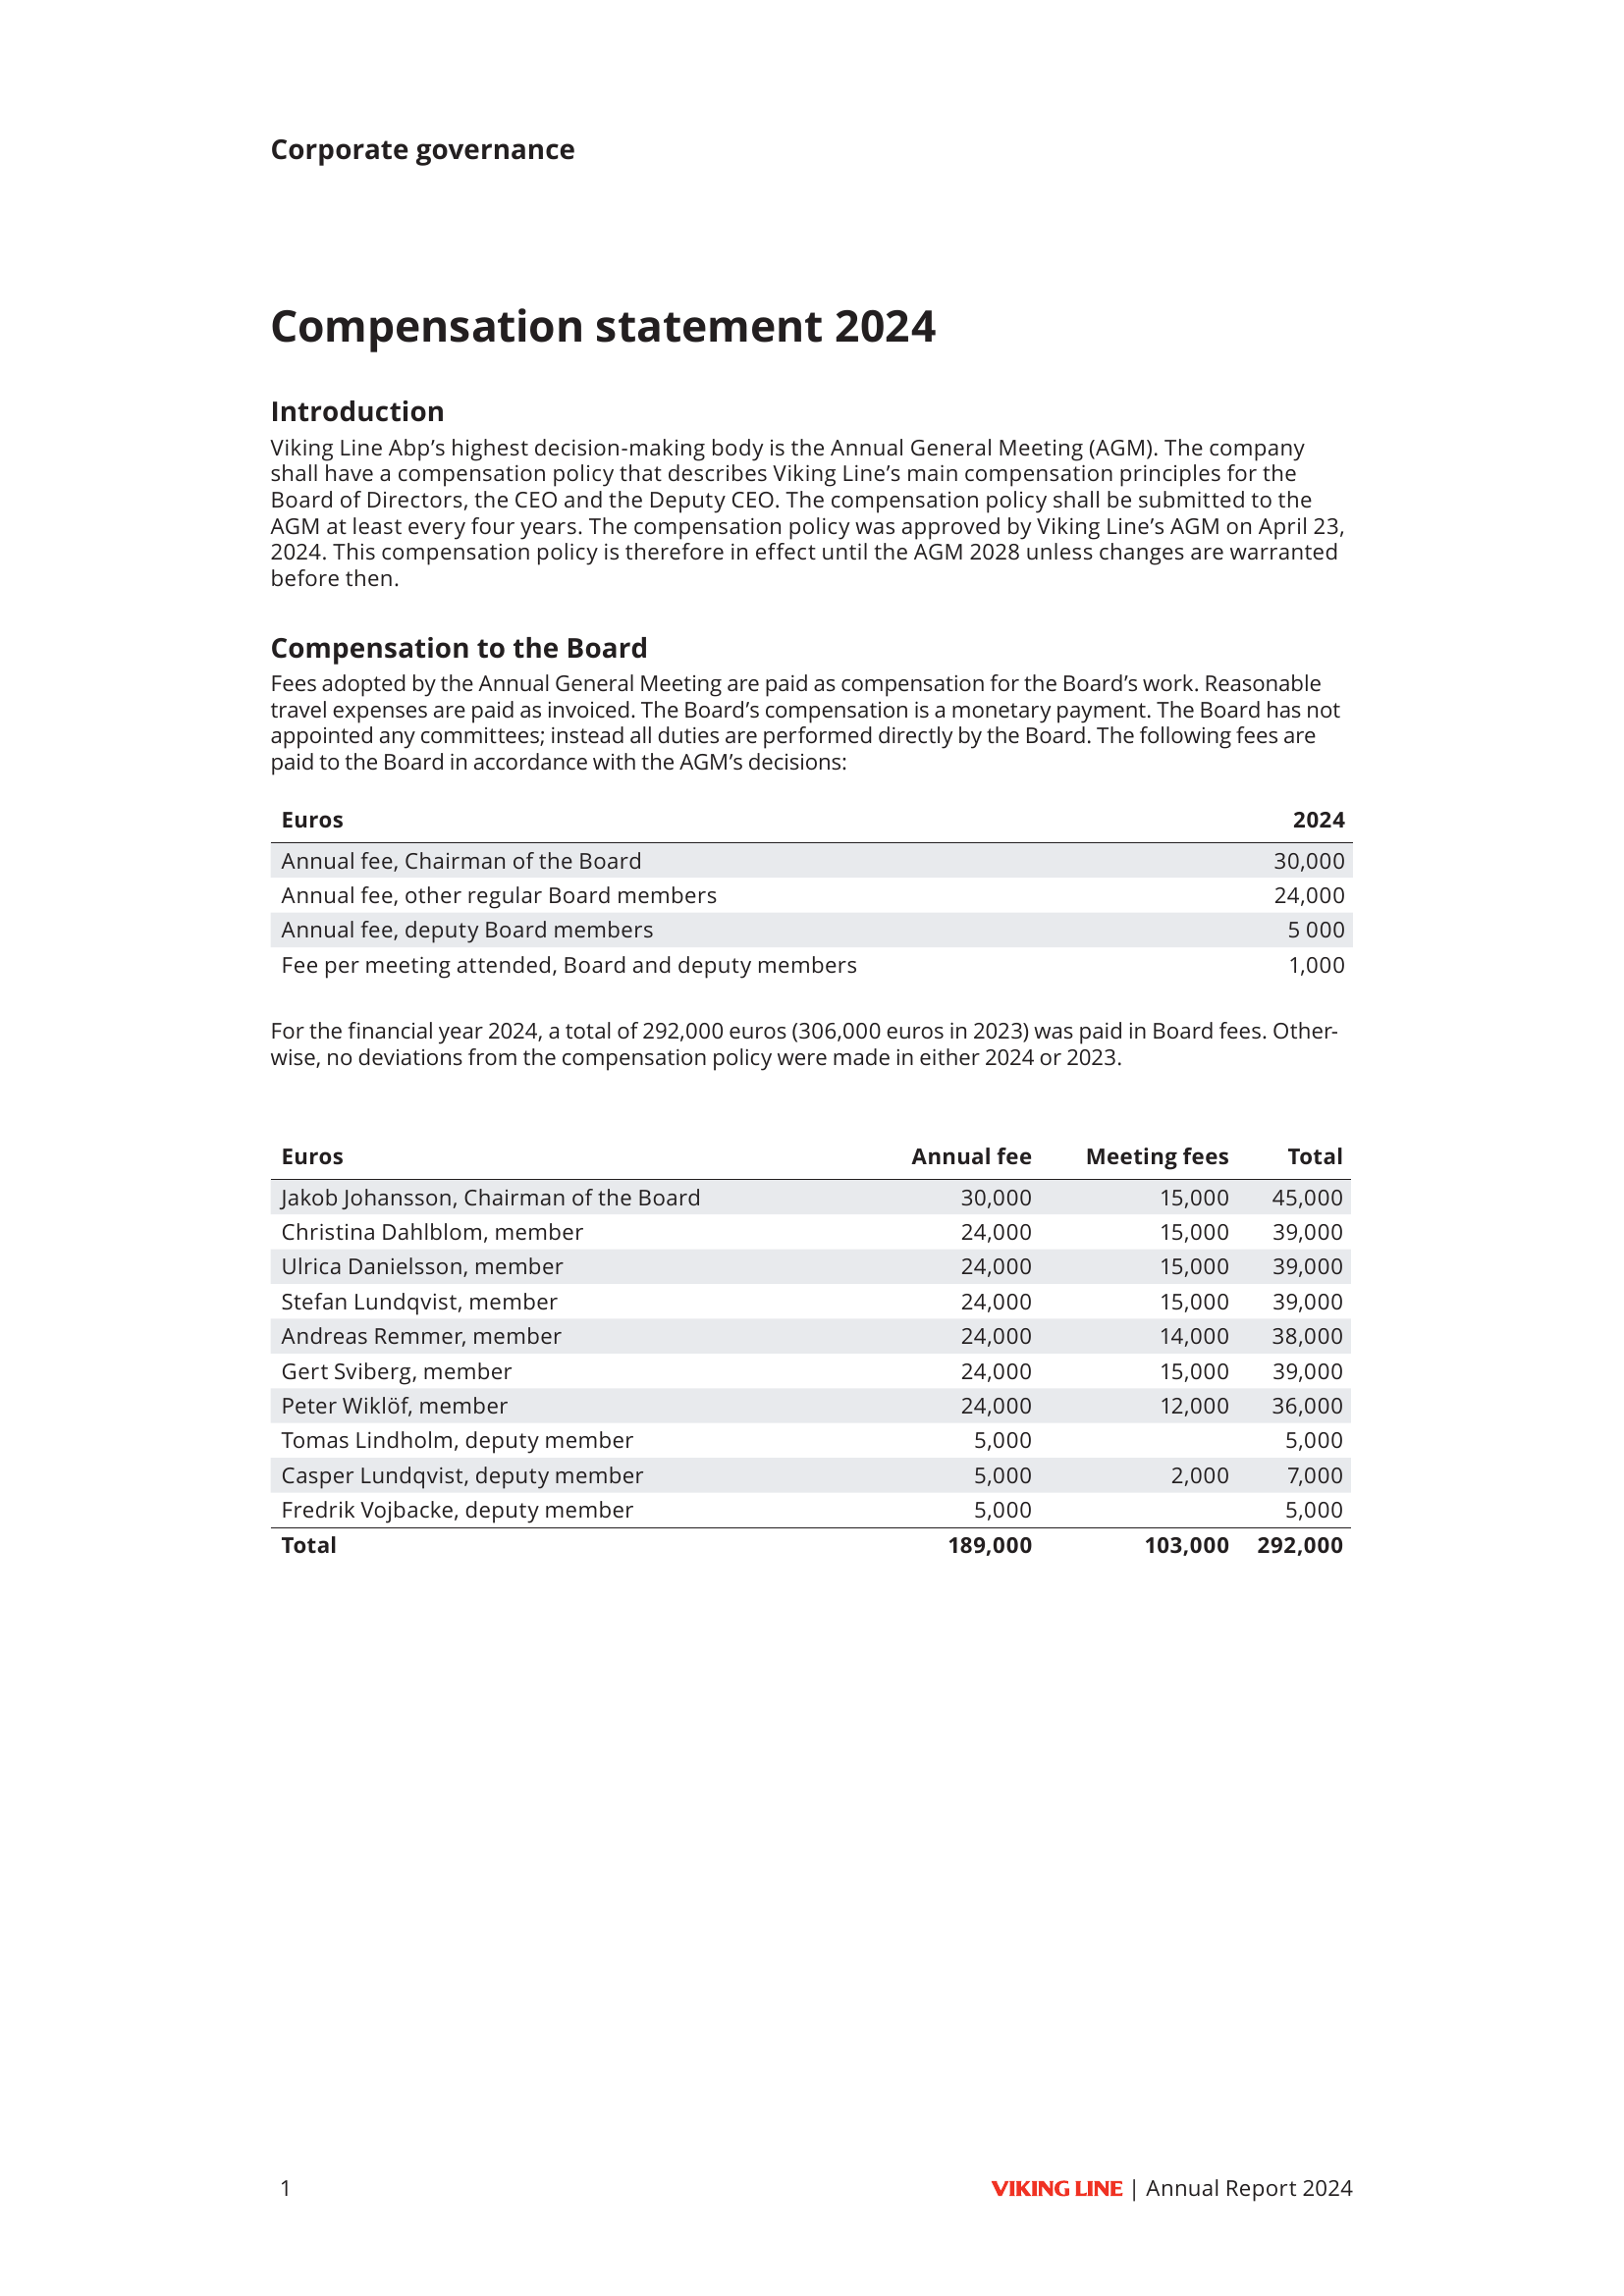 Corporate governance
Compensation statement 2024
Introduction
Viking Line Abp’s highest decision-making body is the Annual General Meeting (AGM). The company
shall have a compensation policy that describes Viking Line’s main compensation principles for the
Board of Directors, the CEO and the Deputy CEO. The compensation policy shall be submitted to the
AGM at least every four years. The compensation policy was approved by Viking Line’s AGM on April 23,
2024. This compensation policy is therefore in effect until the AGM 2028 unless changes are warranted
before then.
Compensation to the Board
Fees adopted by the Annual General Meeting are paid as compensation for the Board’s work. Reasonable
travel expenses are paid as invoiced. The Board’s compensation is a monetary payment. The Board has not
appointed any committees; instead all duties are performed directly by the Board. The following fees are
paid to the Board in accordance with the AGM’s decisions:
Euros 2024
Annual fee, Chairman of the Board 30,000
Annual fee, other regular Board members 24,000
Annual fee, deputy Board members 5 000
Fee per meeting attended, Board and deputy members 1,000
For the financial year 2024, a total of 292,000 euros (306,000 euros in 2023) was paid in Board fees. Other-
wise, no deviations from the compensation policy were made in either 2024 or 2023.
Euros Annual fee Meeting fees Total
Jakob Johansson, Chairman of the Board 30,000 15,000 45,000
Christina Dahlblom, member 24,000 15,000 39,000
Ulrica Danielsson, member 24,000 15,000 39,000
Stefan Lundqvist, member 24,000 15,000 39,000
Andreas Remmer, member 24,000 14,000 38,000
Gert Sviberg, member 24,000 15,000 39,000
Peter Wiklöf, member 24,000 12,000 36,000
Tomas Lindholm, deputy member 5,000 5,000
Casper Lundqvist, deputy member 5,000 2,000 7,000
Fredrik Vojbacke, deputy member 5,000 5,000
Total 189,000 103,000 292,000
1 VIKING LINE | Annual Report 2024